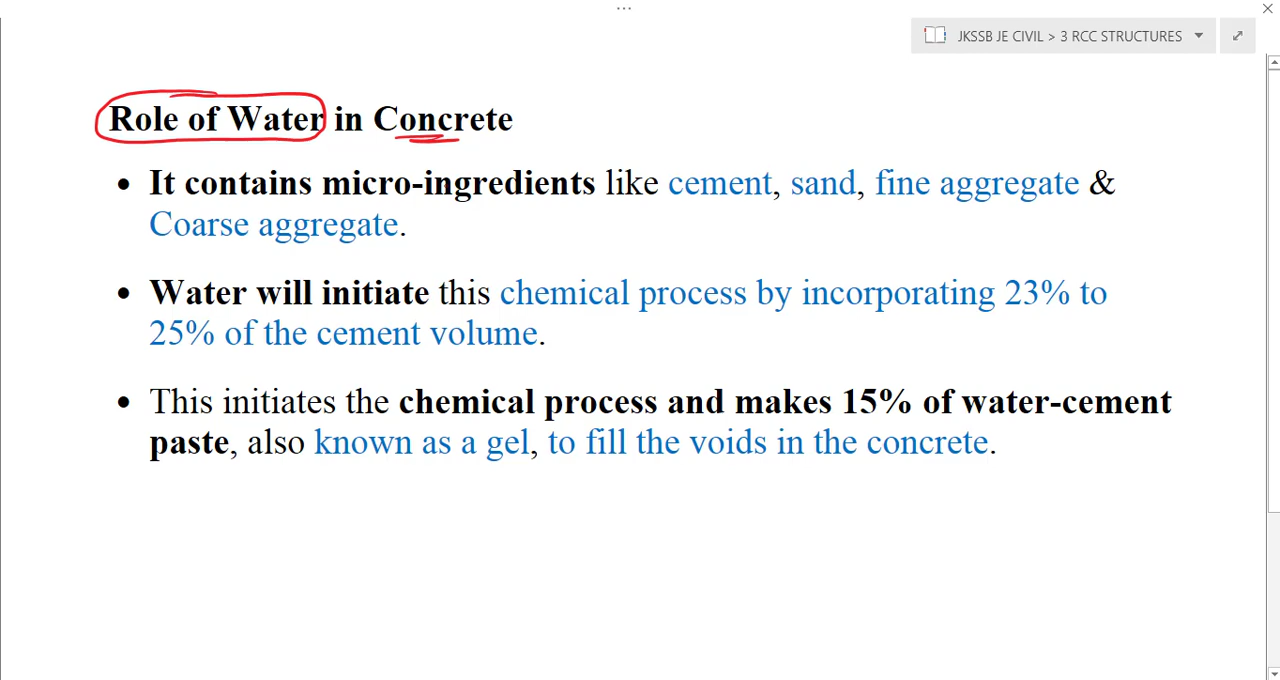 ...
JKSSB JE CIVIL > 3 RCC STRUCTURES
Role of Water in Concrete
• It contains micro-ingredients like cement, sand, fine aggregate &
Coarse aggregate.
• Water will initiate this chemical process by incorporating 23% to
25% of the cement volume.
• This initiates the chemical process and makes 15% of water-cement
paste, also known as a gel, to fill the voids in the concrete.